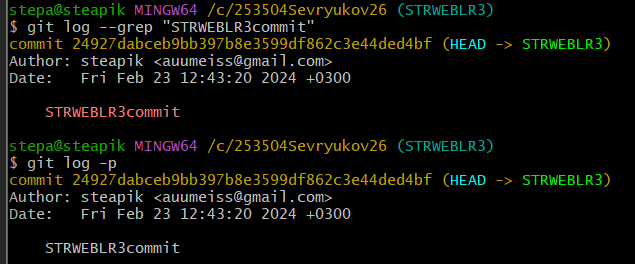 stepa@steapik MINGW64 /c/253504Sevryukov26 (STRWEBLR3)
$ git log --grep "STRWEBLR3commit"
commit 24927dabceb9bb397b8e3599df862c3e44ded4bf (HEAD -> STRWEBLR3)
Author: steapik <auumeiss@gmail.com>
Date:   Fri Feb 23 12:43:20 2024 +0300
    STRWEBLR3commit
stepa@steapik MINGW64 /c/253504Sevryukov26 (STRWEBLR3)
$ git log -p
commit 24927dabceb9bb397b8e3599df862c3e44ded4bf (HEAD -> STRWEBLR3)
Author: steapik <auumeiss@gmail.com>
Date:   Fri Feb 23 12:43:20 2024 +0300
    STRWEBLR3commit